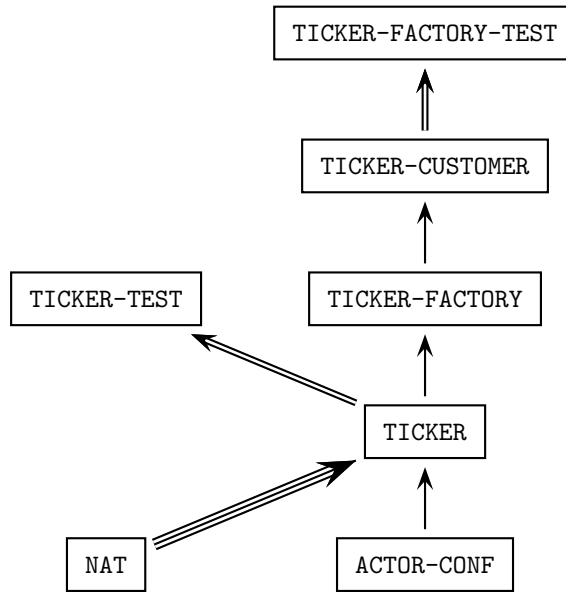 TICKER-FACTORY-TEST
TICKER-CUSTOMER
TICKER-TEST
TICKER-FACTORY
TICKER
NAT
ACTOR-CONF